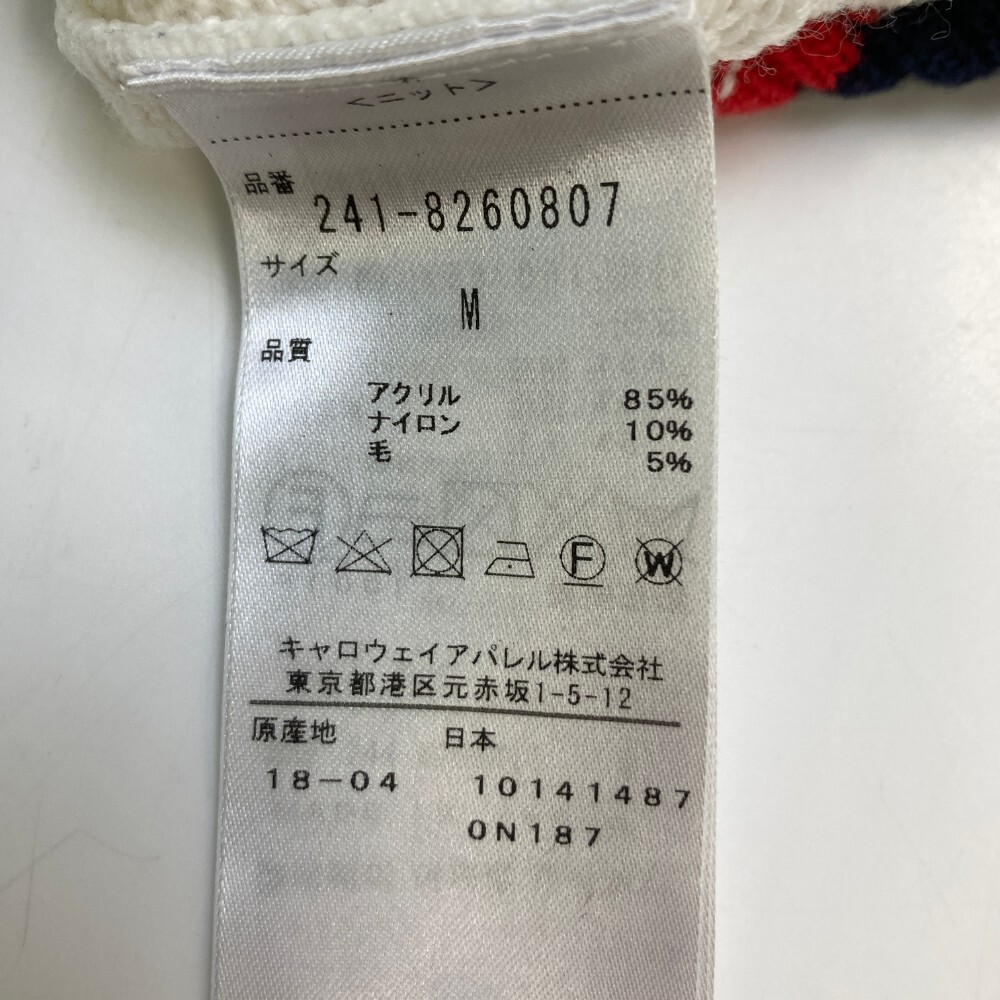 <ニット>
品番
241-8260807
サイズ
M
品質
アクリル 85%
ナイロン 10%
毛 5%
F W
キャロウェイアパレル株式会社
東京都港区元赤坂1-5-12
原産地 日本
18-04 10141487
0N187